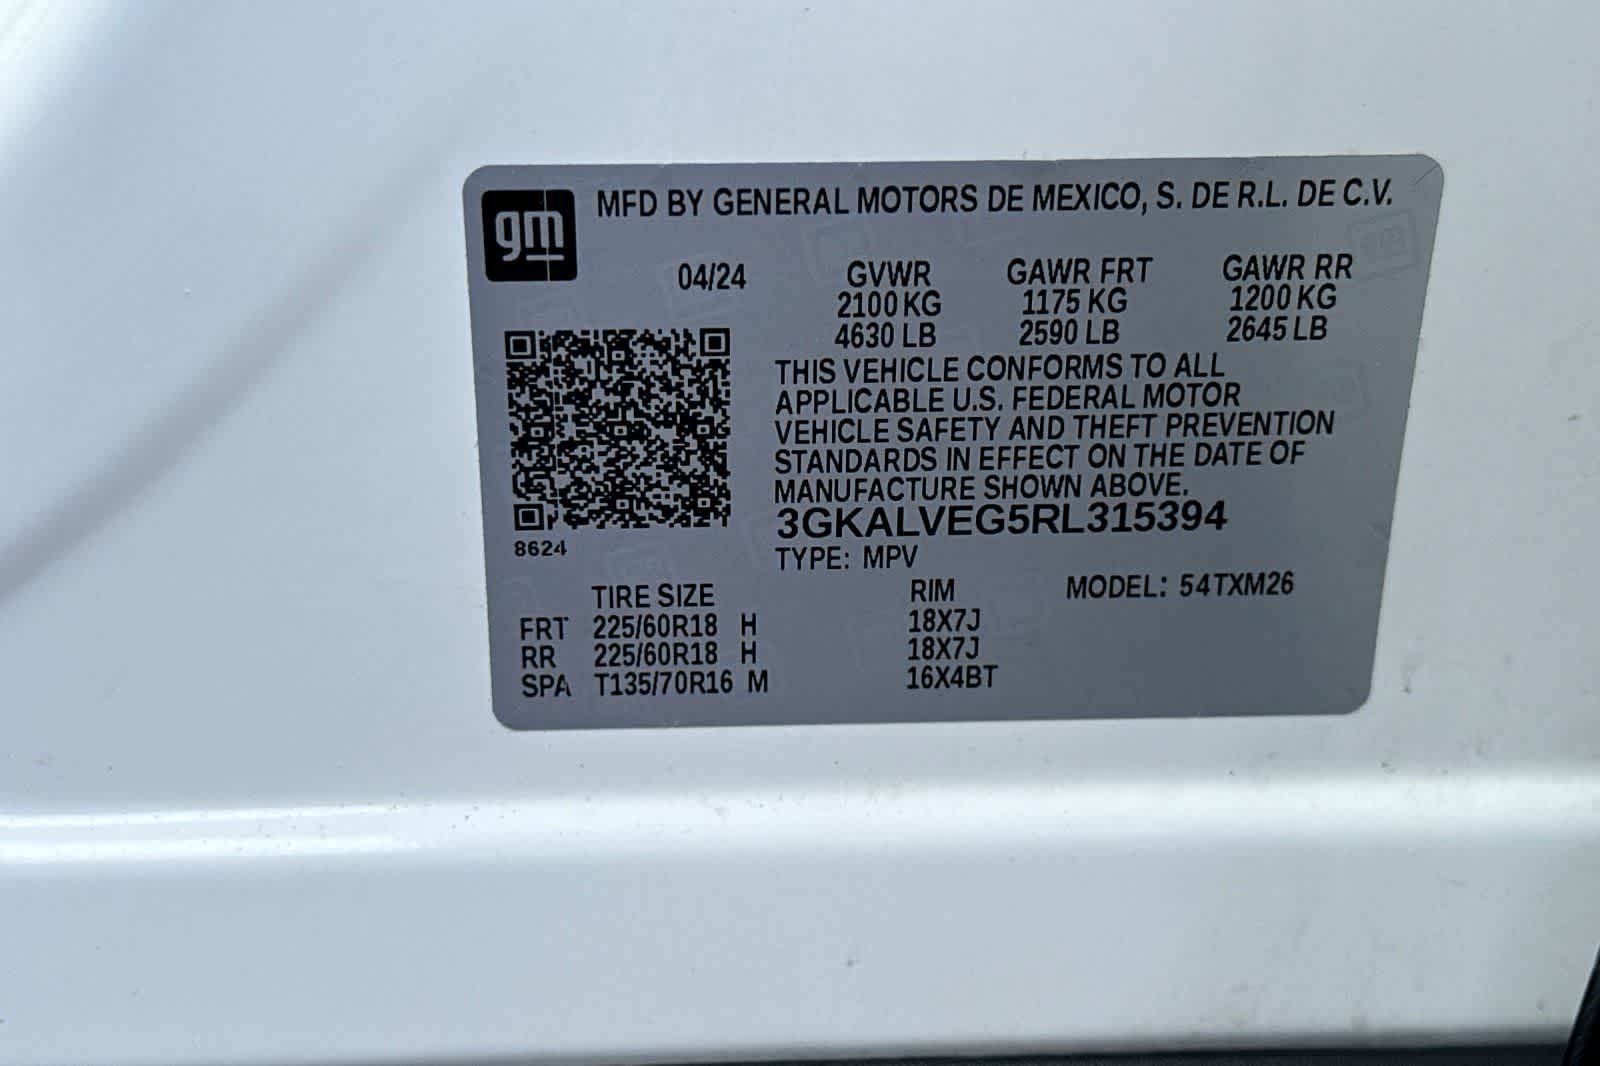 gm
MFD BY GENERAL MOTORS DE MEXICO, S. DE R.L. DE C.V.
04/24 GVWR GAWR FRT GAWR RR
2100 KG 1175 KG 1200 KG
4630 LB 2590 LB 2645 LB
THIS VEHICLE CONFORMS TO ALL
APPLICABLE U.S. FEDERAL MOTOR
VEHICLE SAFETY AND THEFT PREVENTION
STANDARDS IN EFFECT ON THE DATE OF
MANUFACTURE SHOWN ABOVE.
3GKALVEG5RL315394
8624
TYPE: MPV
TIRE SIZE RIM MODEL: 54TXM26
FRT 225/60R18 H 18X7J
RR 225/60R18 H 18X7J
SPA T135/70R16 M 16X4BT